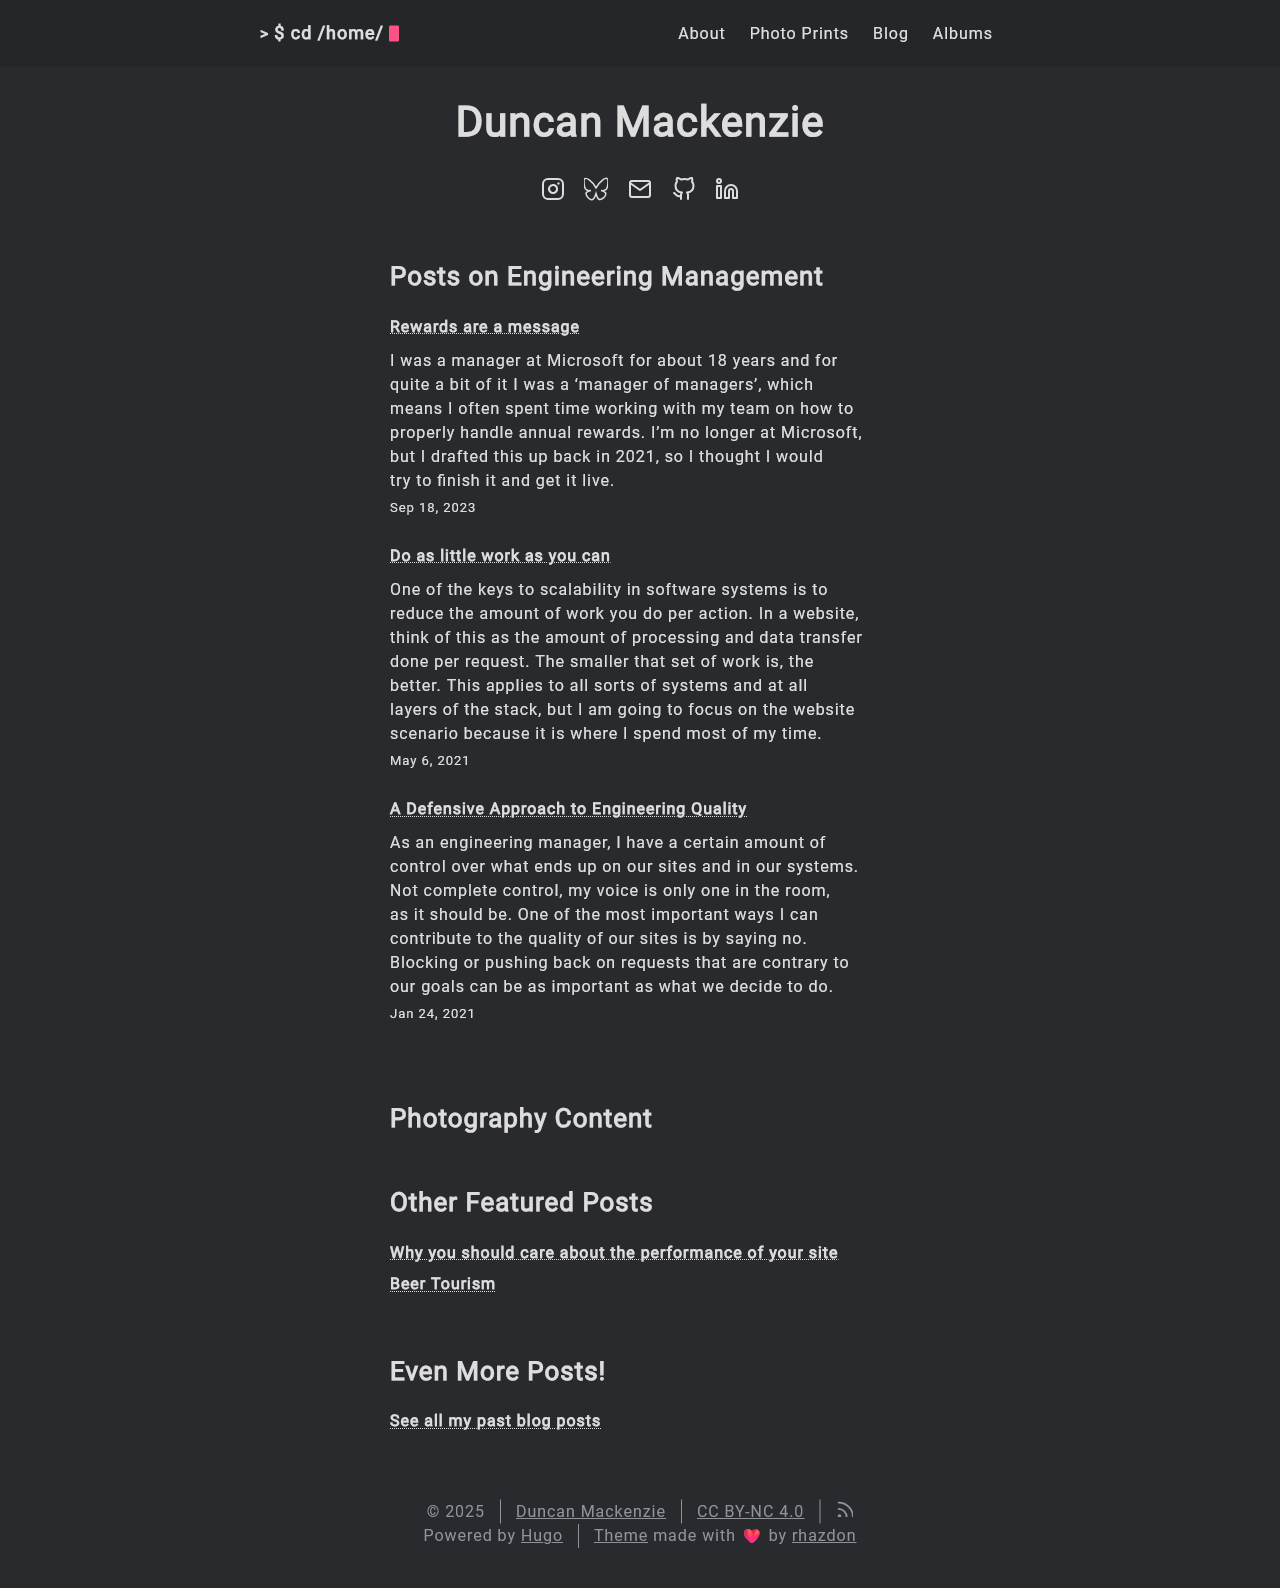 > $ cd /home/
About Photo Prints Blog Albums
Duncan Mackenzie
Posts on Engineering Management
Rewards are a message
I was a manager at Microsoft for about 18 years and for
quite a bit of it I was a ‘manager of managers’, which
means I often spent time working with my team on how to
properly handle annual rewards. I’m no longer at Microsoft,
but I drafted this up back in 2021, so I thought I would
try to finish it and get it live.
Sep 18, 2023
Do as little work as you can
One of the keys to scalability in software systems is to
reduce the amount of work you do per action. In a website,
think of this as the amount of processing and data transfer
done per request. The smaller that set of work is, the
better. This applies to all sorts of systems and at all
layers of the stack, but I am going to focus on the website
scenario because it is where I spend most of my time.
May 6, 2021
A Defensive Approach to Engineering Quality
As an engineering manager, I have a certain amount of
control over what ends up on our sites and in our systems.
Not complete control, my voice is only one in the room,
as it should be. One of the most important ways I can
contribute to the quality of our sites is by saying no.
Blocking or pushing back on requests that are contrary to
our goals can be as important as what we decide to do.
Jan 24, 2021
Photography Content
Other Featured Posts
Why you should care about the performance of your site
Beer Tourism
Even More Posts!
See all my past blog posts
© 2025 Duncan Mackenzie CC BY-NC 4.0
Powered by Hugo Theme made with by rhazdon